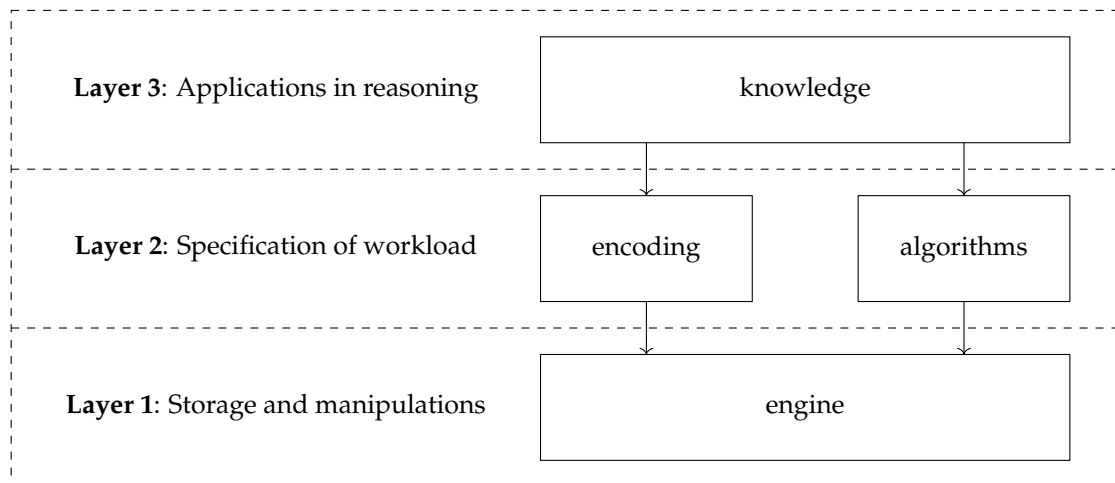 Layer 3: Applications in reasoning
knowledge
Layer 2: Specification of workload
encoding
algorithms
Layer 1: Storage and manipulations
engine